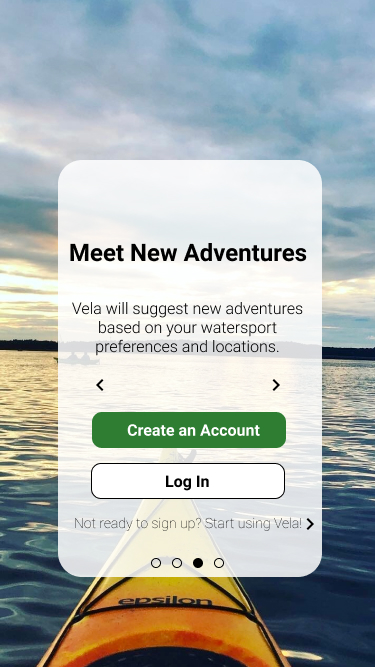 Meet New Adventures
Vela will suggest new adventures
based on your watersport
preferences and locations.
Create an Account
Log In
Not ready to sign up? Start using Vela!
epsilon